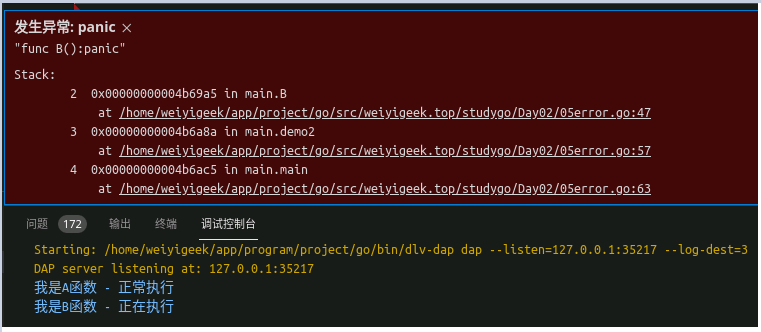 发生异常: panic ×
"func B():panic"
Stack:
2 0x00000000004b69a5 in main.B
at /home/weiyigeek/app/project/go/src/weiyigeek.top/studygo/Day02/05error.go:47
3 0x00000000004b6a8a in main.demo2
at /home/weiyigeek/app/project/go/src/weiyigeek.top/studygo/Day02/05error.go:57
4 0x00000000004b6ac5 in main.main
at /home/weiyigeek/app/project/go/src/weiyigeek.top/studygo/Day02/05error.go:63
问题 172 输出 终端 调试控制台
Starting: /home/weiyigeek/app/program/project/go/bin/dlv-dap dap --listen=127.0.0.1:35217 --log-dest=3
DAP server listening at: 127.0.0.1:35217
我是A函数 - 正常执行
我是B函数 - 正在执行